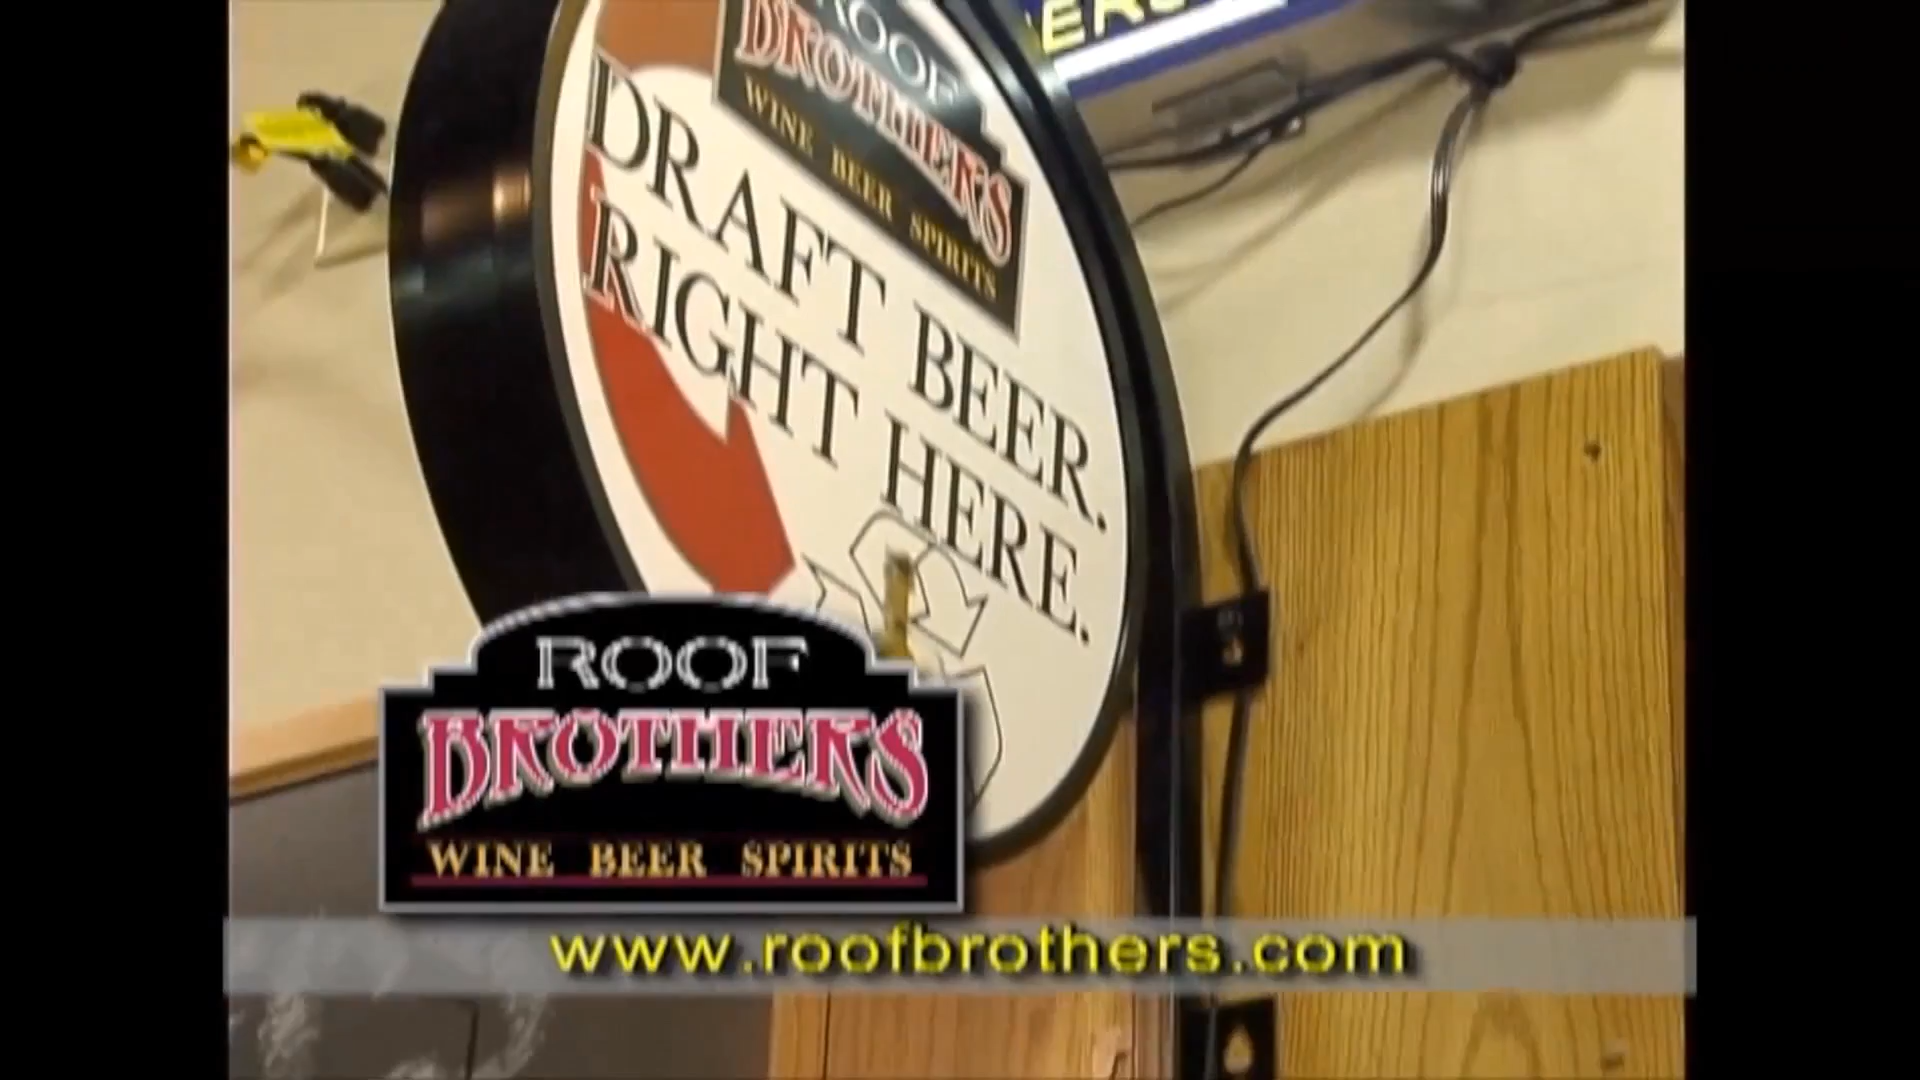 ROOF
BROTHERS
WINE BEER SPIRITS
DRAFT BEER.
RIGHT HERE.
ROOF
BROTHERS
WINE BEER SPIRITS
www.roofbrothers.com